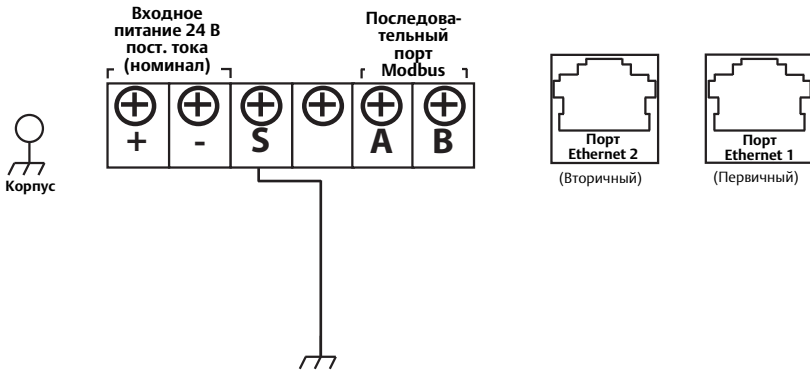 Входное
питание 24 В
пост. тока
(номинал)
Последова-
тельный
порт
Modbus
+ - S A B
Корпус
Порт
Ethernet 2
(Вторичный)
Порт
Ethernet 1
(Первичный)